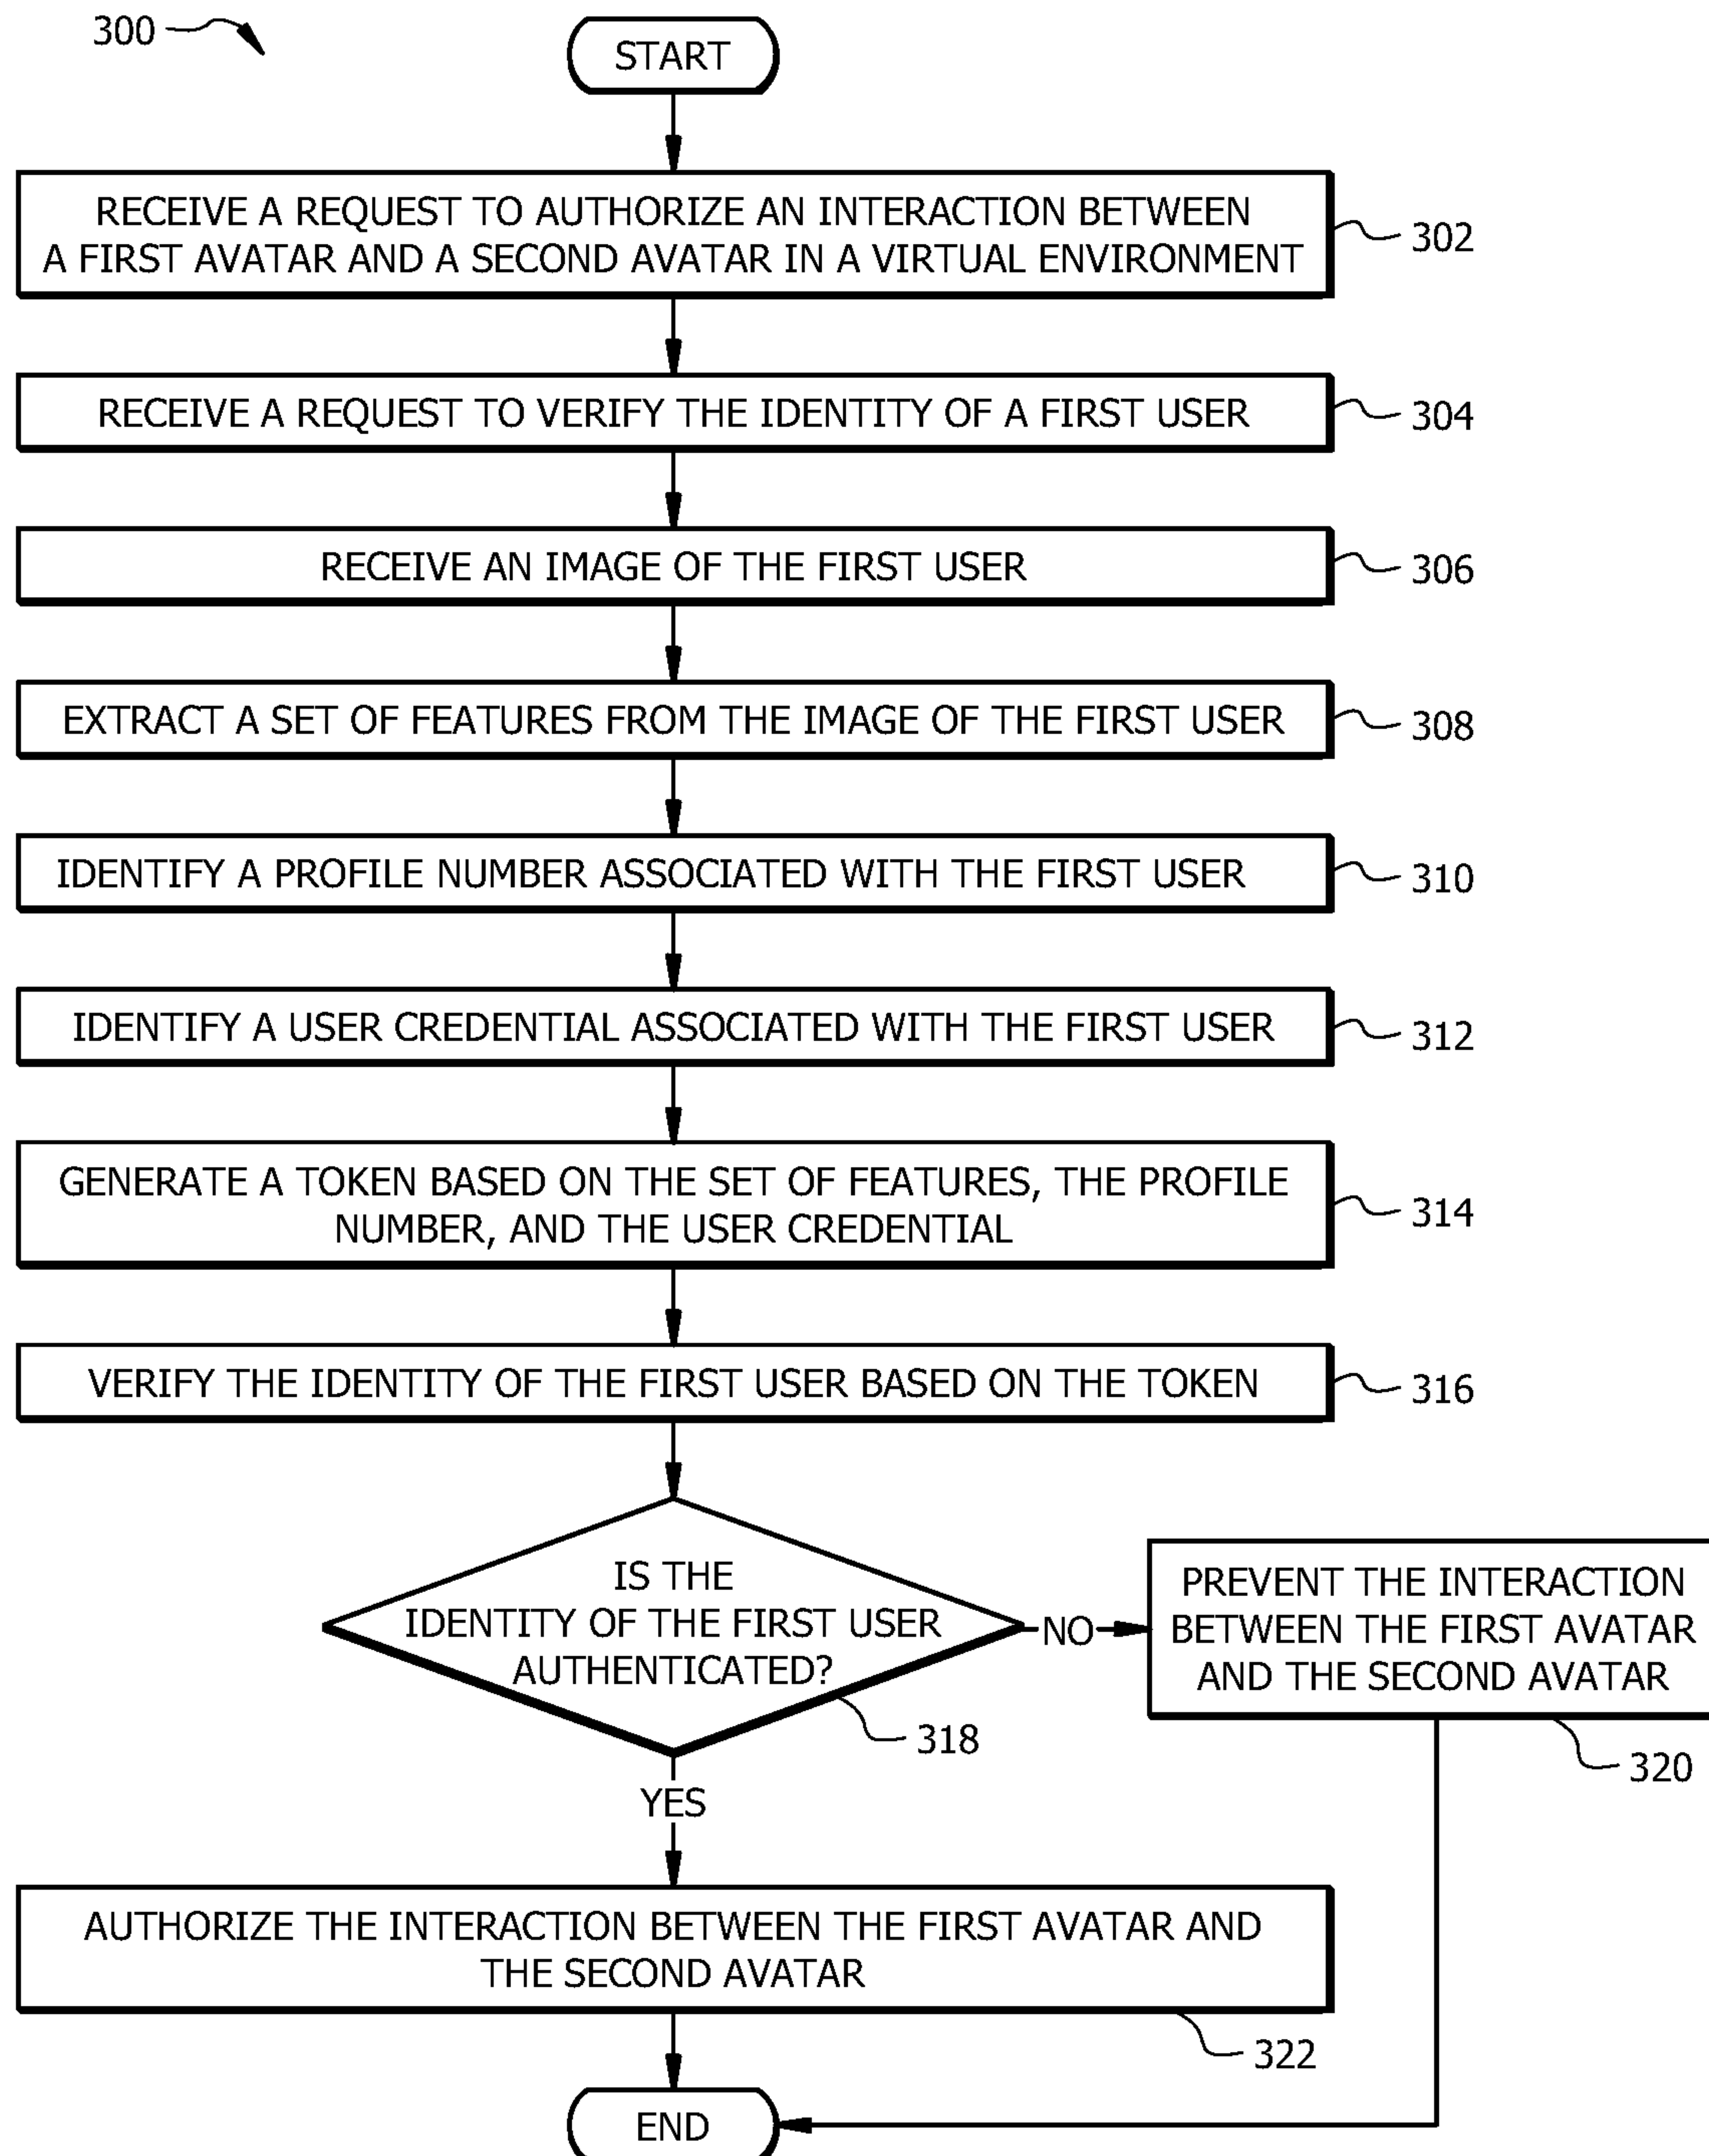 300
START
RECEIVE A REQUEST TO AUTHORIZE AN INTERACTION BETWEEN
A FIRST AVATAR AND A SECOND AVATAR IN A VIRTUAL ENVIRONMENT
302
RECEIVE A REQUEST TO VERIFY THE IDENTITY OF A FIRST USER
304
RECEIVE AN IMAGE OF THE FIRST USER
306
EXTRACT A SET OF FEATURES FROM THE IMAGE OF THE FIRST USER
308
IDENTIFY A PROFILE NUMBER ASSOCIATED WITH THE FIRST USER
310
IDENTIFY A USER CREDENTIAL ASSOCIATED WITH THE FIRST USER
312
GENERATE A TOKEN BASED ON THE SET OF FEATURES, THE PROFILE
NUMBER, AND THE USER CREDENTIAL
314
VERIFY THE IDENTITY OF THE FIRST USER BASED ON THE TOKEN
316
IS THE
IDENTITY OF THE FIRST USER
AUTHENTICATED?
318
NO
PREVENT THE INTERACTION
BETWEEN THE FIRST AVATAR
AND THE SECOND AVATAR
320
YES
AUTHORIZE THE INTERACTION BETWEEN THE FIRST AVATAR AND
THE SECOND AVATAR
322
END